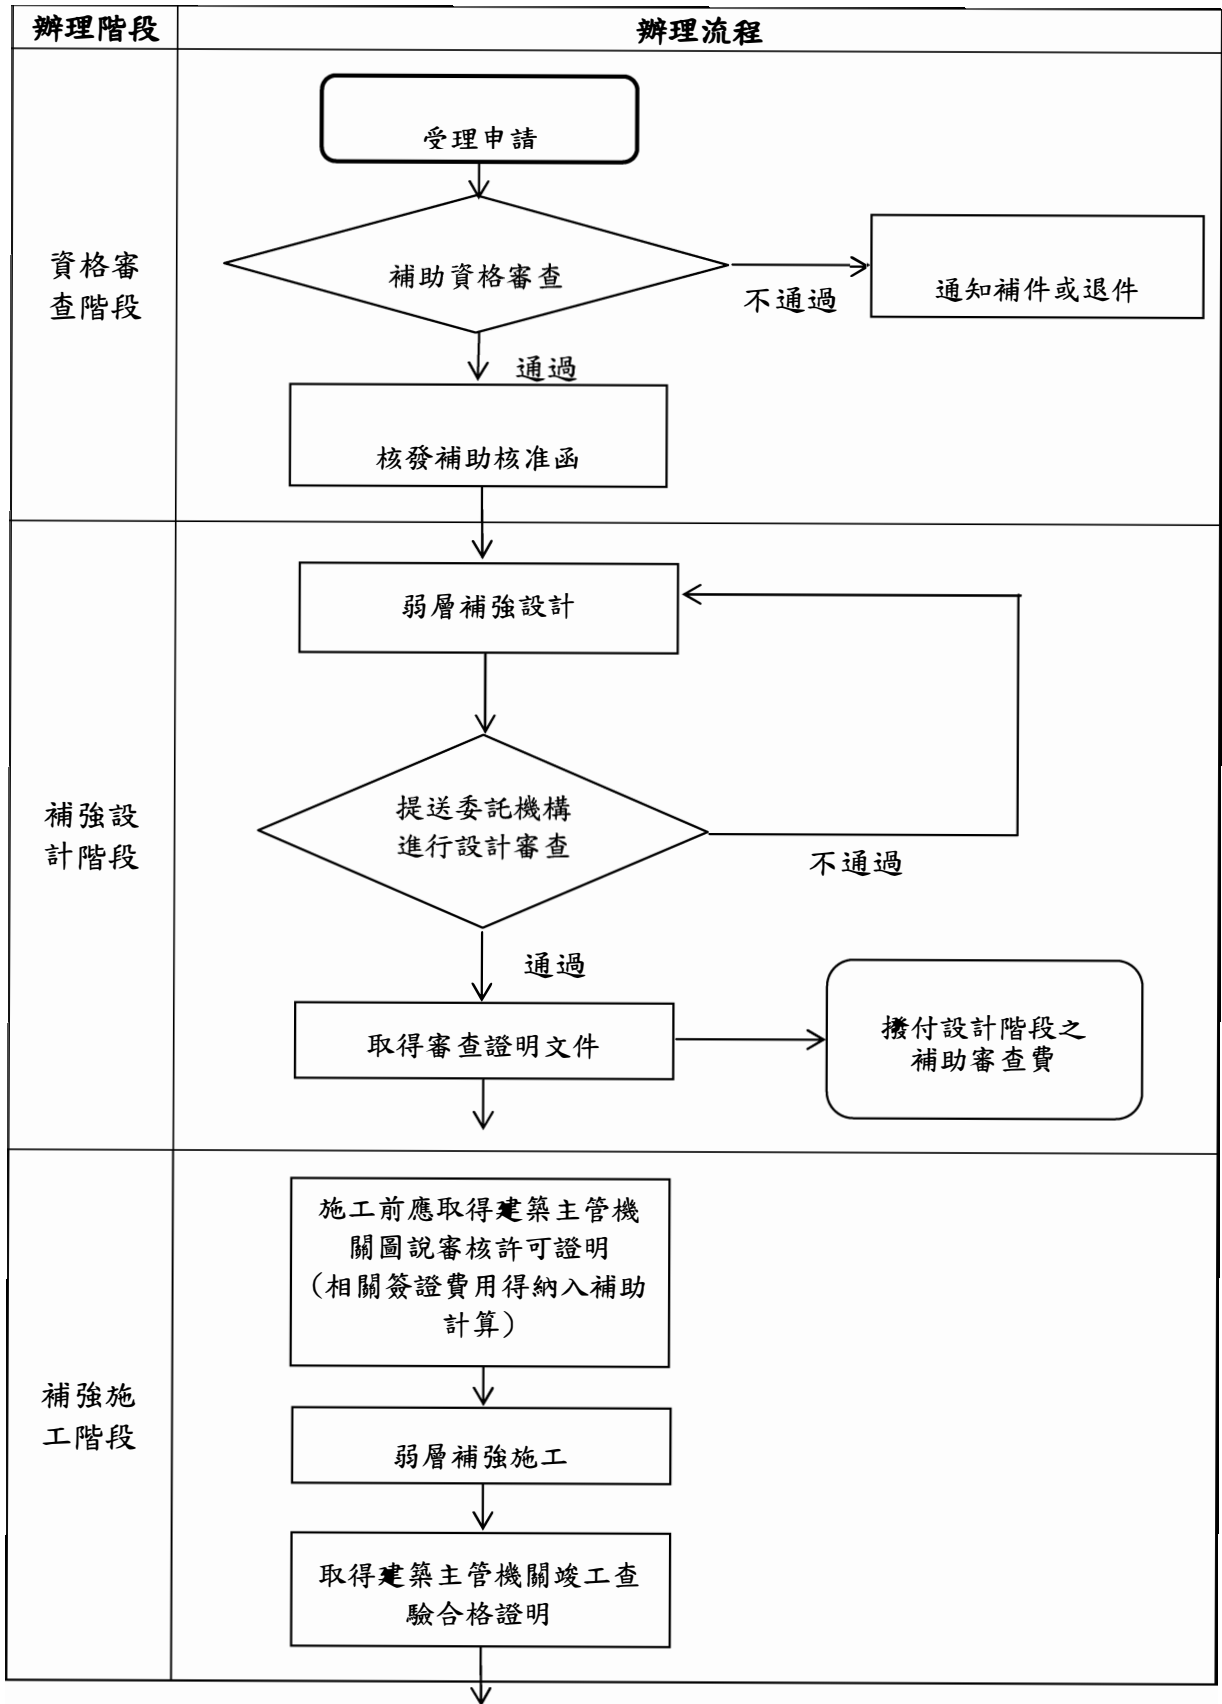 辦理階段
辦理流程
資格審
查階段
受理申請
補助資格審查
不通過
通知補件或退件
通過
核發補助核准函
補強設
計階段
弱層補強設計
提送委託機構
進行設計審查
不通過
通過
取得審查證明文件
撥付設計階段之
補助審查費
補強施
工階段
施工前應取得建築主管機
關圖說審核許可證明
(相關簽證費用得納入補助
計算)
弱層補強施工
取得建築主管機關竣工查
驗合格證明